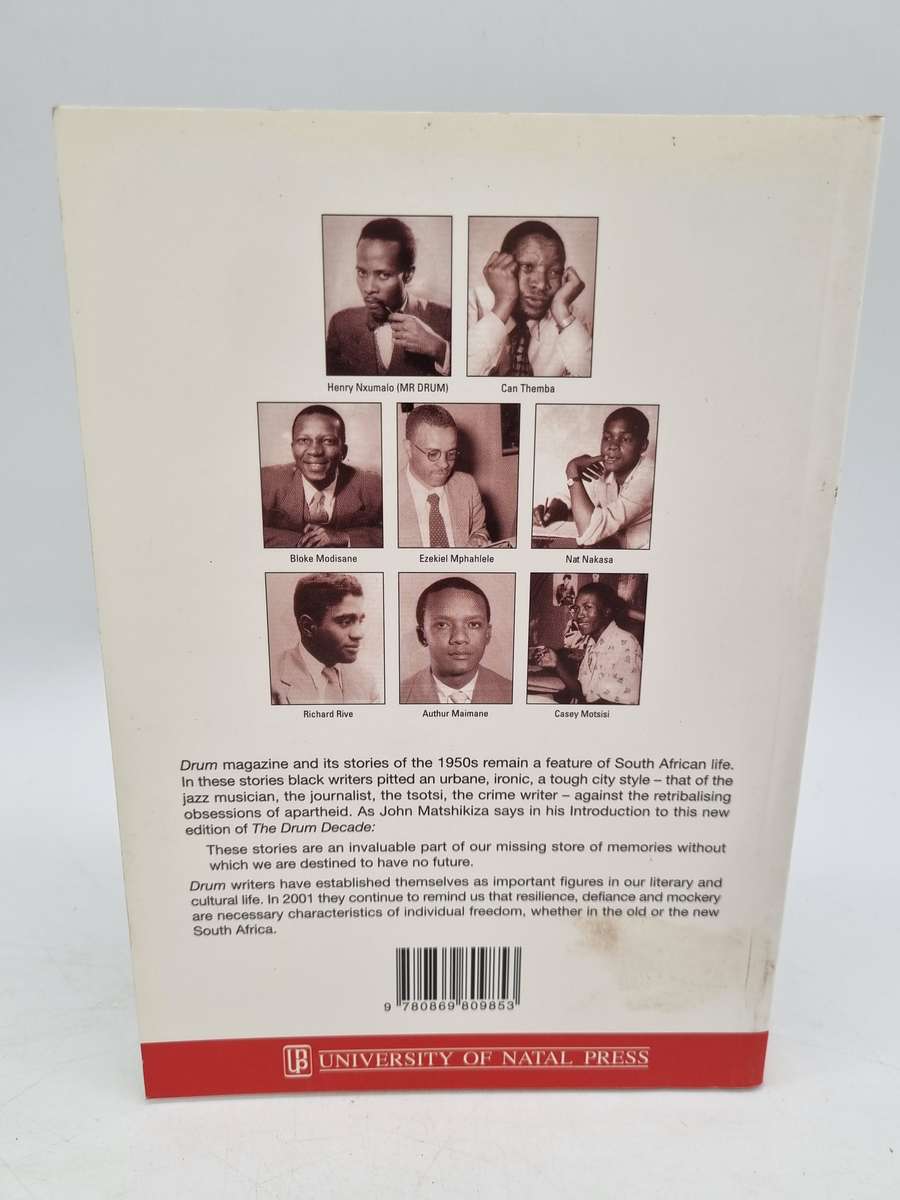 Henry Nxumalo (MR DRUM) Can Themba
Bloke Modisane Ezekiel Mphahlele Nat Nakasa
Richard Rive Authur Maimane Casey Motsisi
Drum magazine and its stories of the 1950s remain a feature of South African life.
In these stories black writers pitted an urbane, ironic, a tough city style – that of the
jazz musician, the journalist, the tsotsi, the crime writer – against the retribalising
obsessions of apartheid. As John Matshikiza says in his Introduction to this new
edition of The Drum Decade:
These stories are an invaluable part of our missing store of memories without
which we are destined to have no future.
Drum writers have established themselves as important figures in our literary and
cultural life. In 2001 they continue to remind us that resilience, defiance and mockery
are necessary characteristics of individual freedom, whether in the old or the new
South Africa.
9 780869 809853
UP UNIVERSITY OF NATAL PRESS